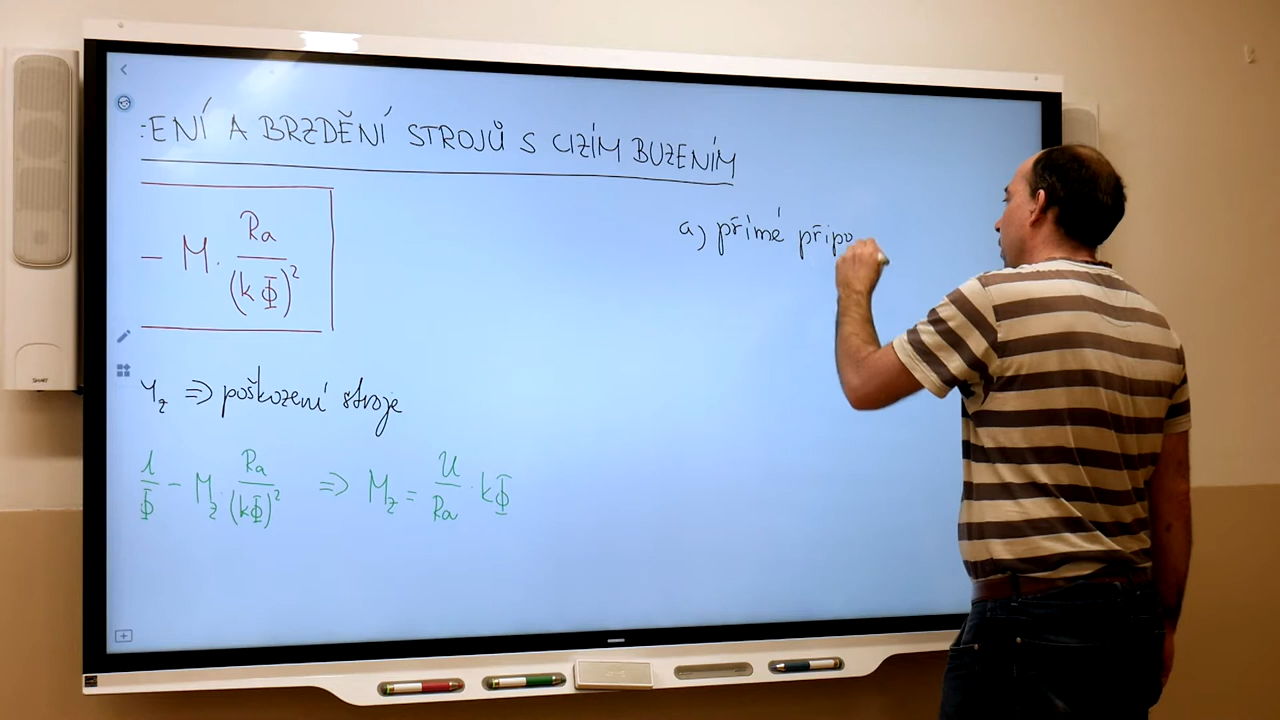 ENÍ A BRZDĚNÍ STROJŮ S CIZÍM BUZENÍM
a) přímé připo
− M · Ra / (kΦ)²
z ⇒ poškození stroje
/ Φ − Mz · Ra / (kΦ)² ⇒ Mz = U / Ra · kΦ
SMART